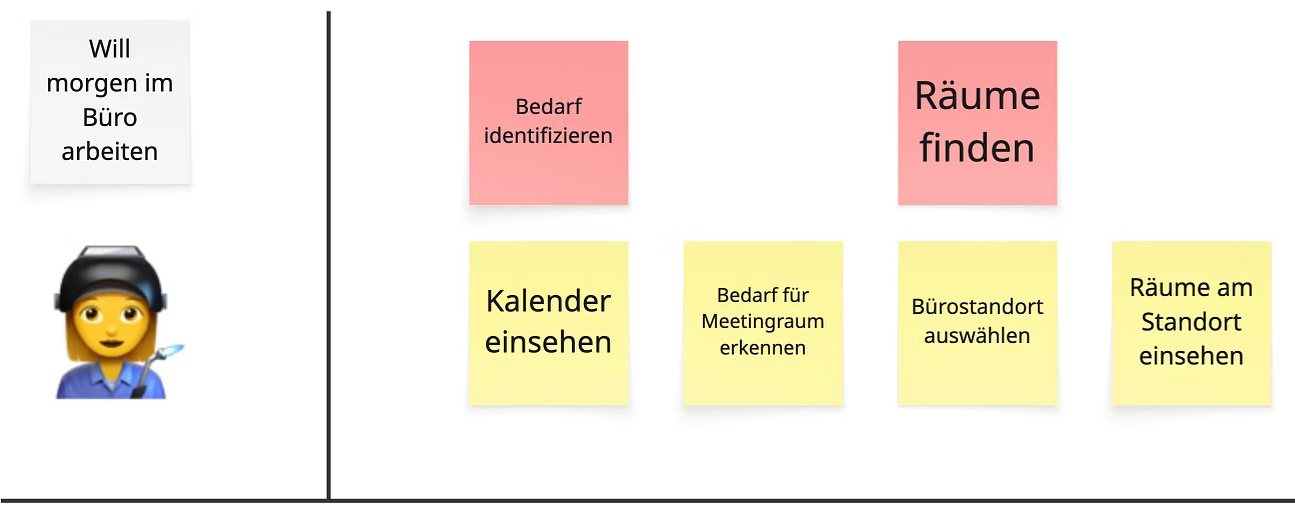 Will
morgen im
Büro
arbeiten
Bedarf
identifizieren
Räume
finden
Kalender
einsehen
Bedarf für
Meetingraum
erkennen
Bürostandort
auswählen
Räume am
Standort
einsehen